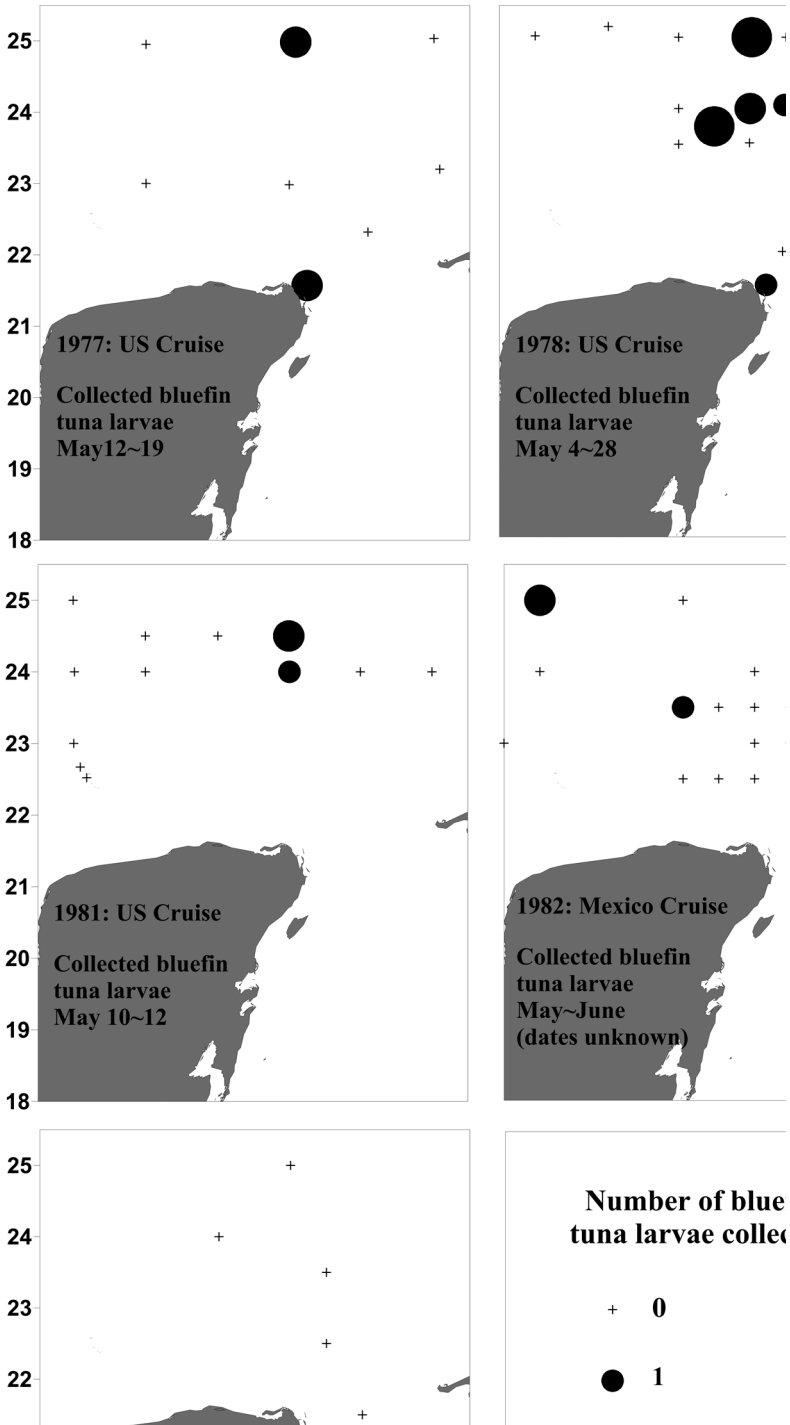 25
24
23
22
21
20
19
18
1977: US Cruise
Collected bluefin
tuna larvae
May12~19
1978: US Cruise
Collected bluefin
tuna larvae
May 4~28
25
24
23
22
21
20
19
18
1981: US Cruise
Collected bluefin
tuna larvae
May 10~12
1982: Mexico Cruise
Collected bluefin
tuna larvae
May~June
(dates unknown)
25
24
23
22
Number of blue
tuna larvae collec
0
1